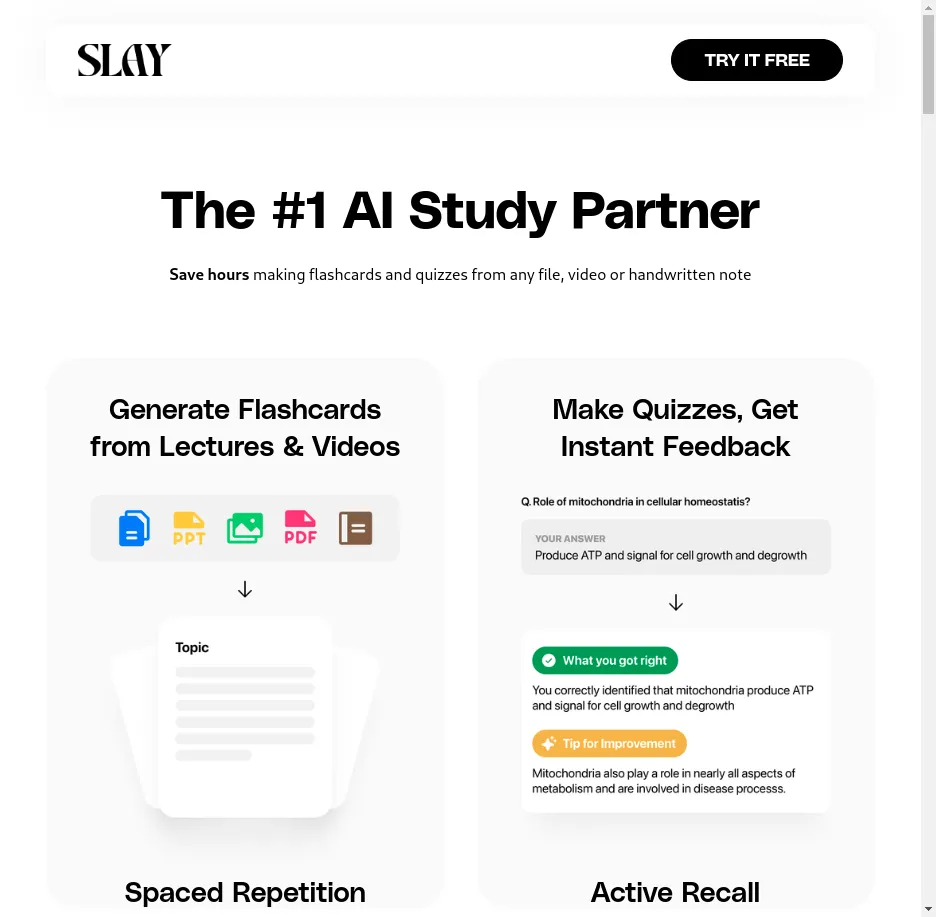 SLAY
TRY IT FREE
The #1 AI Study Partner
Save hours making flashcards and quizzes from any file, video or handwritten note
Generate Flashcards
from Lectures & Videos
PPT
PDF
Topic
Spaced Repetition
Make Quizzes, Get
Instant Feedback
Q. Role of mitochondria in cellular homeostatis?
YOUR ANSWER
Produce ATP and signal for cell growth and degrowth
What you got right
You correctly identified that mitochondria produce ATP
and signal for cell growth and degrowth
Tip for Improvement
Mitochondria also play a role in nearly all aspects of
metabolism and are involved in disease processs.
Active Recall